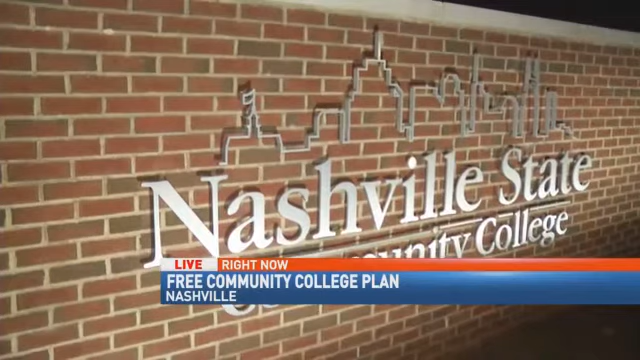 Nashville State
Community College
LIVE RIGHT NOW
FREE COMMUNITY COLLEGE PLAN
NASHVILLE